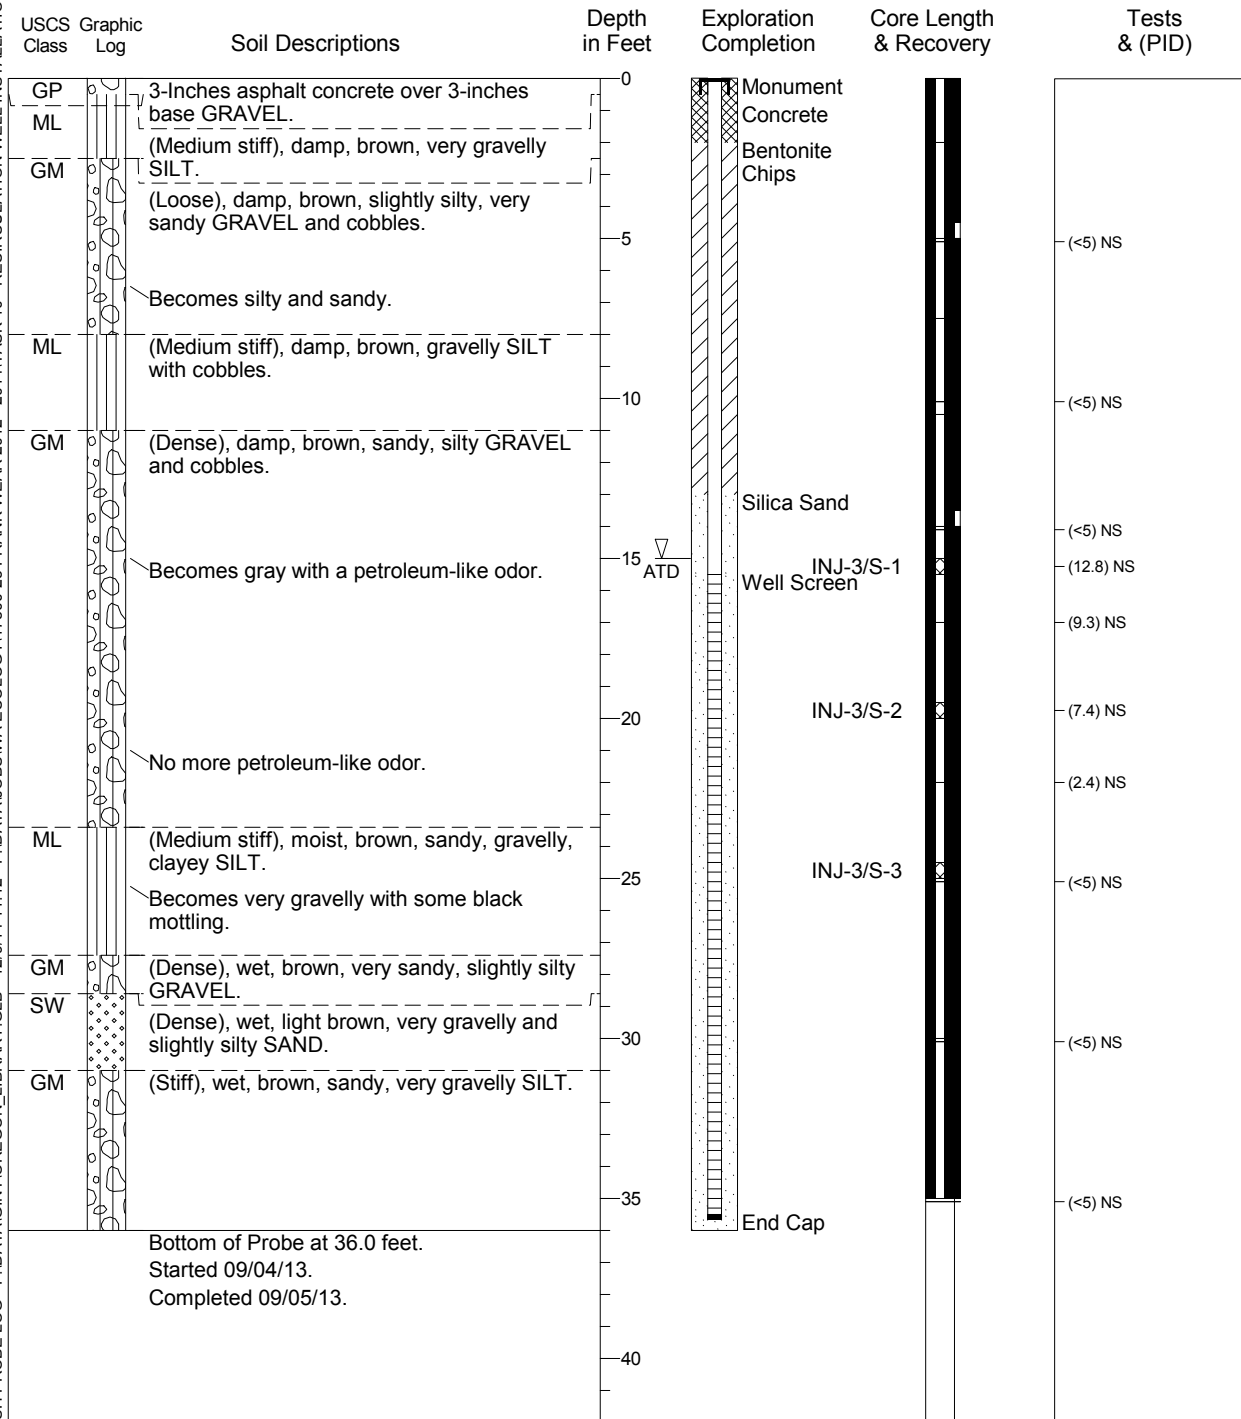 USCS Class
Graphic Log
Soil Descriptions
Depth in Feet
Exploration Completion
Core Length & Recovery
Tests & (PID)
GP
3-Inches asphalt concrete over 3-inches
base GRAVEL.
ML
(Medium stiff), damp, brown, very gravelly
SILT.
GM
(Loose), damp, brown, slightly silty, very
sandy GRAVEL and cobbles.
Becomes silty and sandy.
ML
(Medium stiff), damp, brown, gravelly SILT
with cobbles.
GM
(Dense), damp, brown, sandy, silty GRAVEL
and cobbles.
Becomes gray with a petroleum-like odor.
No more petroleum-like odor.
ML
(Medium stiff), moist, brown, sandy, gravelly,
clayey SILT.
Becomes very gravelly with some black
mottling.
GM
(Dense), wet, brown, very sandy, slightly silty
GRAVEL.
SW
(Dense), wet, light brown, very gravelly and
slightly silty SAND.
GM
(Stiff), wet, brown, sandy, very gravelly SILT.
Bottom of Probe at 36.0 feet.
Started 09/04/13.
Completed 09/05/13.
0
5
10
15
20
25
30
35
40
ATD
Monument
Concrete
Bentonite
Chips
Silica Sand
Well Screen
End Cap
INJ-3/S-1
INJ-3/S-2
INJ-3/S-3
(<5) NS
(<5) NS
(<5) NS
(12.8) NS
(9.3) NS
(7.4) NS
(2.4) NS
(<5) NS
(<5) NS
(<5) NS